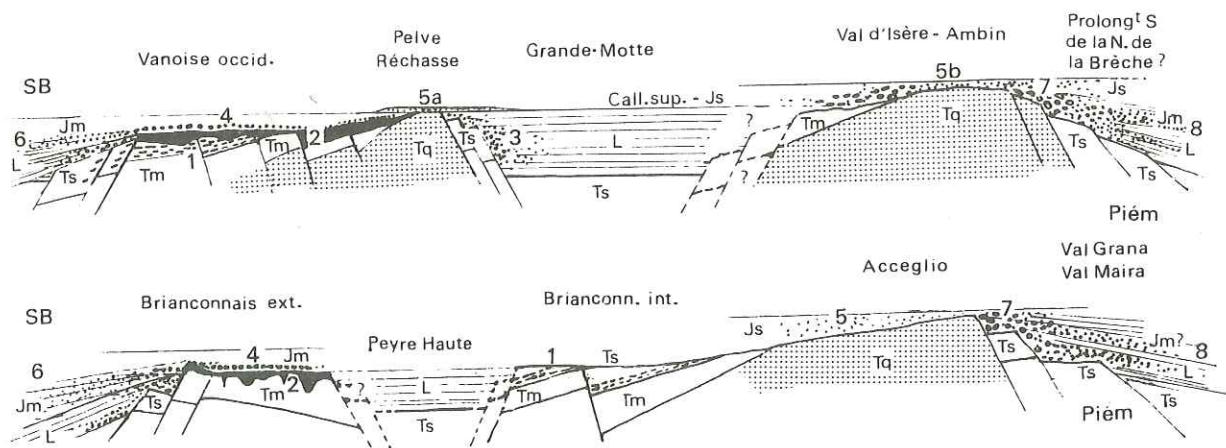 Vanoise occid.
Pelve
Réchasse
Grande-Motte
Val d'Isère - Ambin
Prolongᵗ S
de la N. de
la Brèche ?
SB
6
Jm
L
Ts
4
1
Tm
Tm
2
5a
Tq
Ts
3
Call.sup. - Js
L
Ts
?
?
Tm
5b
Tq
7
Js
Jm
8
L
Ts
Ts
Piém
Brianconnais ext.
Peyre Haute
Brianconn. int.
Acceglio
Val Grana
Val Maira
SB
6
Jm
L
Ts
4
Jm
Tm
2
?
L
Ts
1
Ts
Tm
Tm
Js
5
Tq
7
Ts
Jm?
8
L
Ts
Ts
Piém